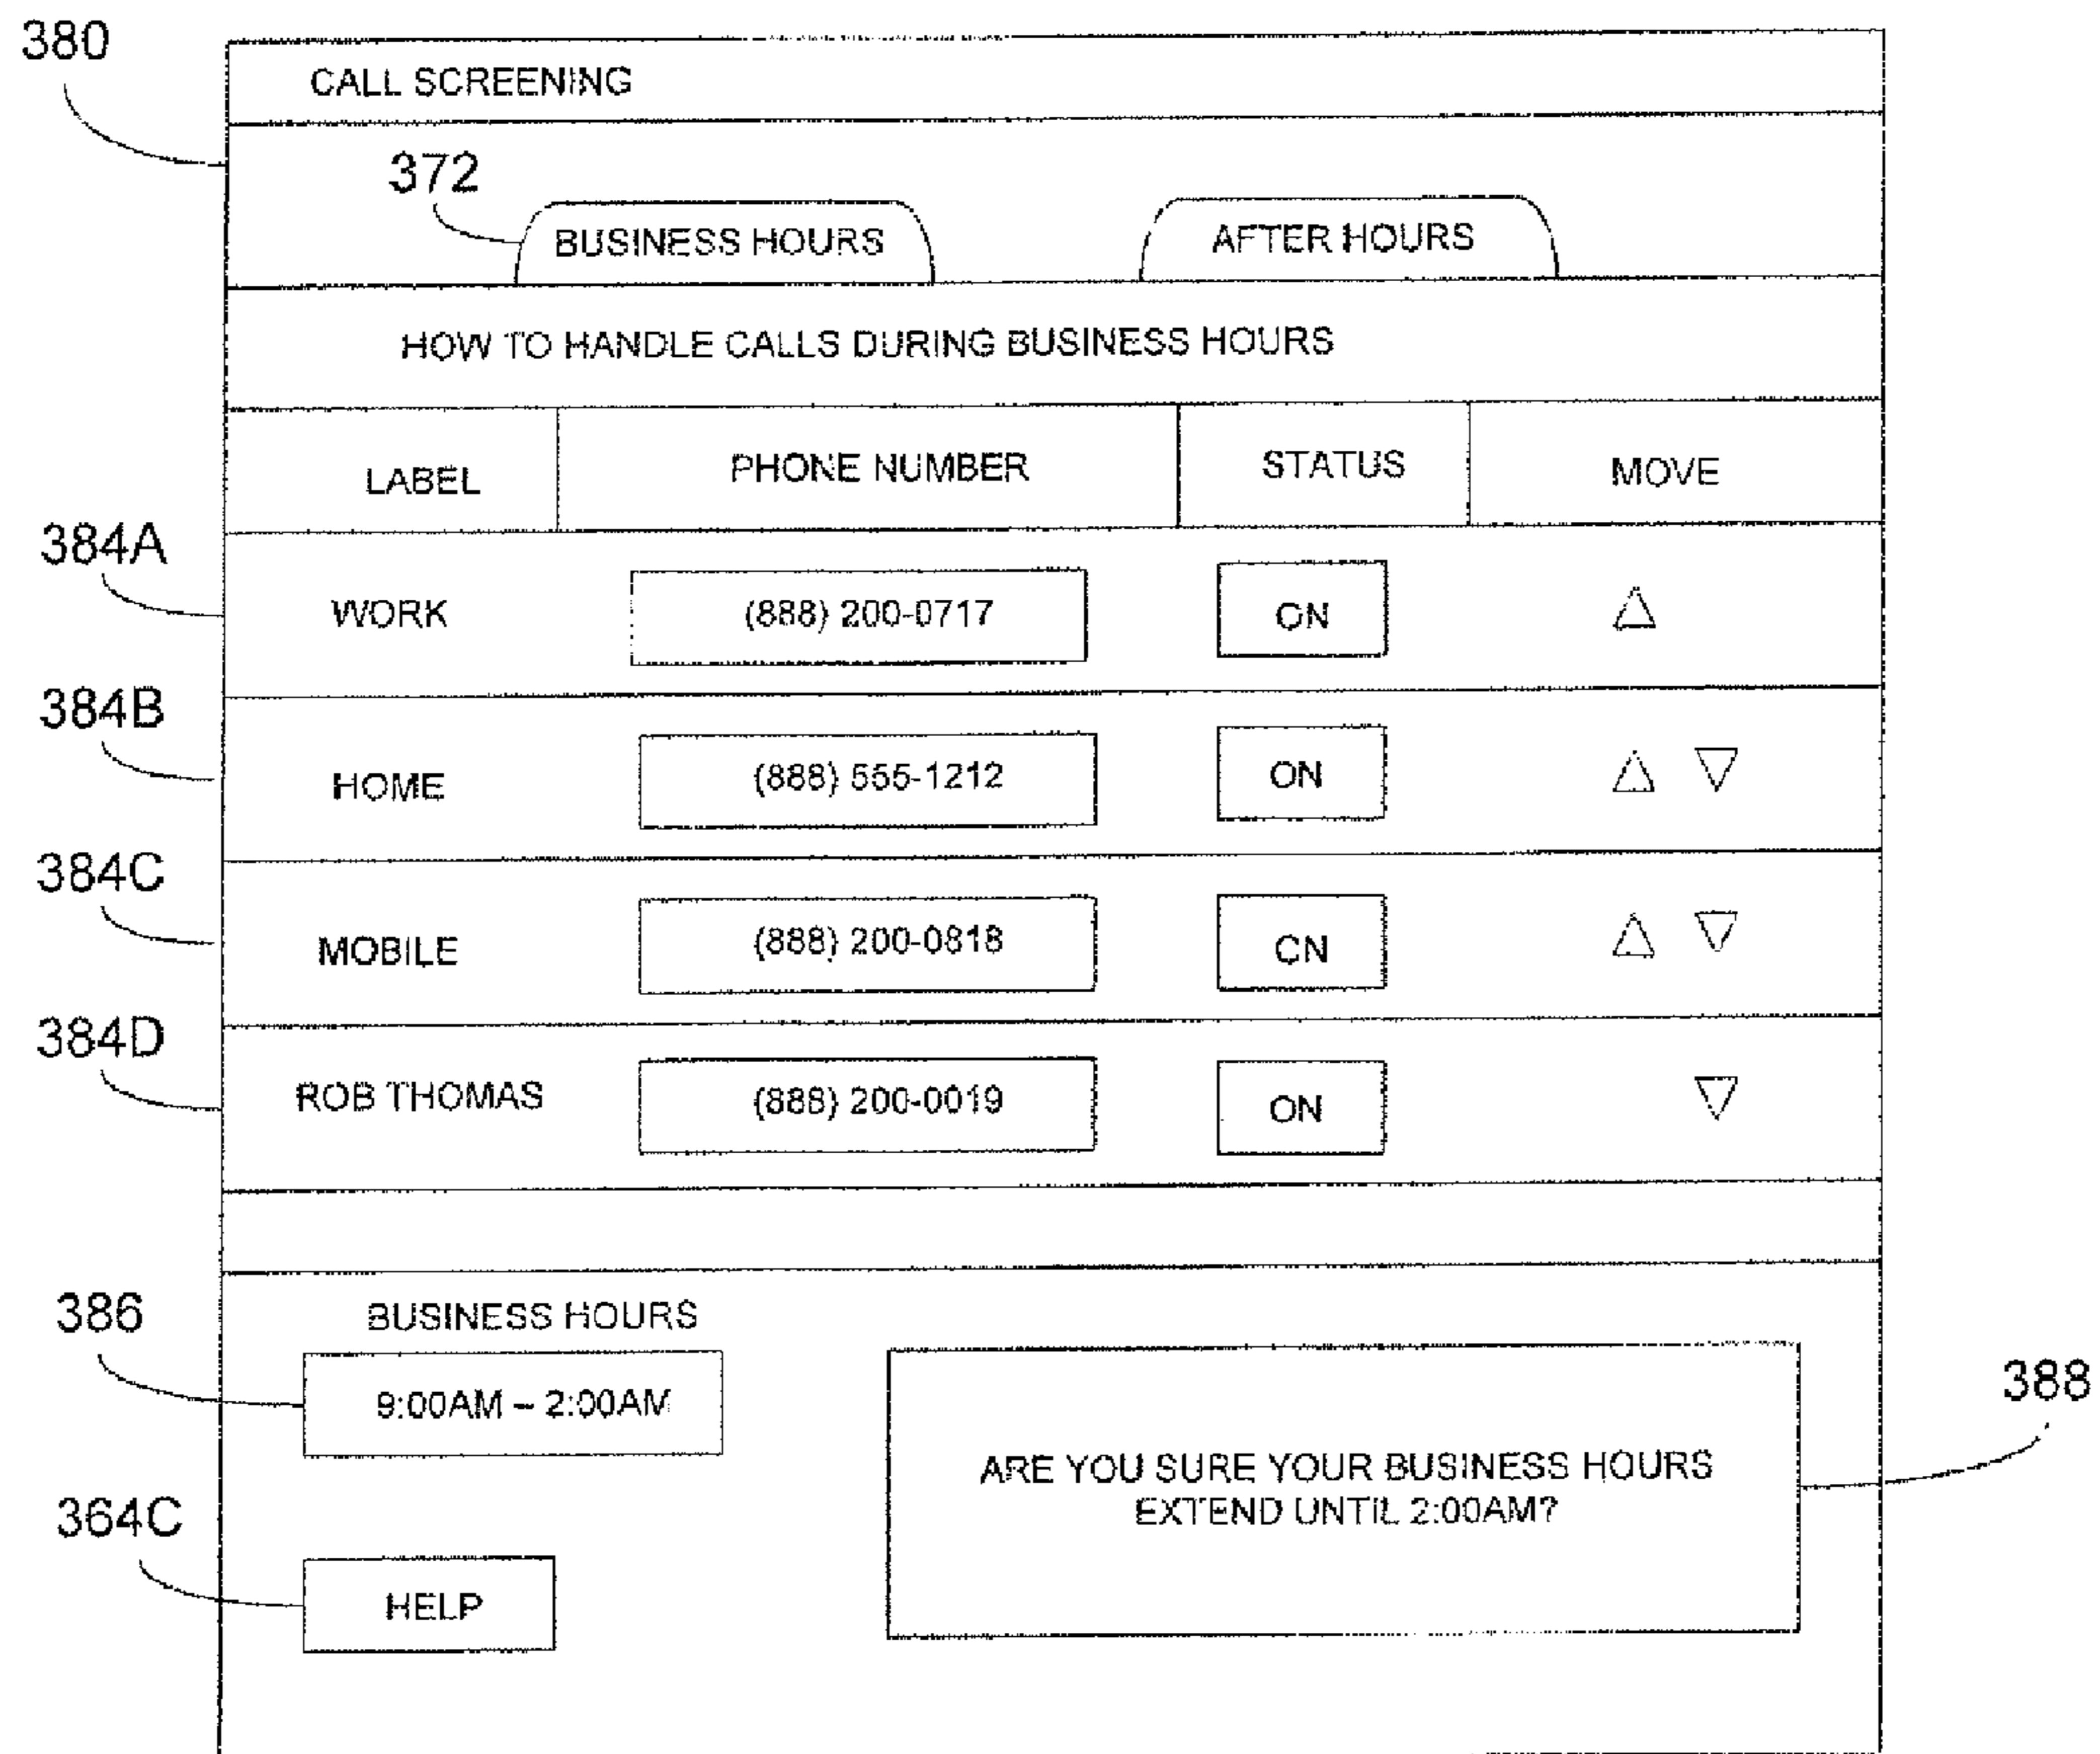 380
CALL SCREENING
372
BUSINESS HOURS AFTER HOURS
HOW TO HANDLE CALLS DURING BUSINESS HOURS
LABEL PHONE NUMBER STATUS MOVE
384A
WORK (888) 200-0717 ON
384B
HOME (888) 555-1212 ON
384C
MOBILE (888) 200-0818 ON
384D
ROB THOMAS (888) 200-0019 ON
386
BUSINESS HOURS
9:00AM – 2:00AM
388
ARE YOU SURE YOUR BUSINESS HOURS
EXTEND UNTIL 2:00AM?
364C
HELP